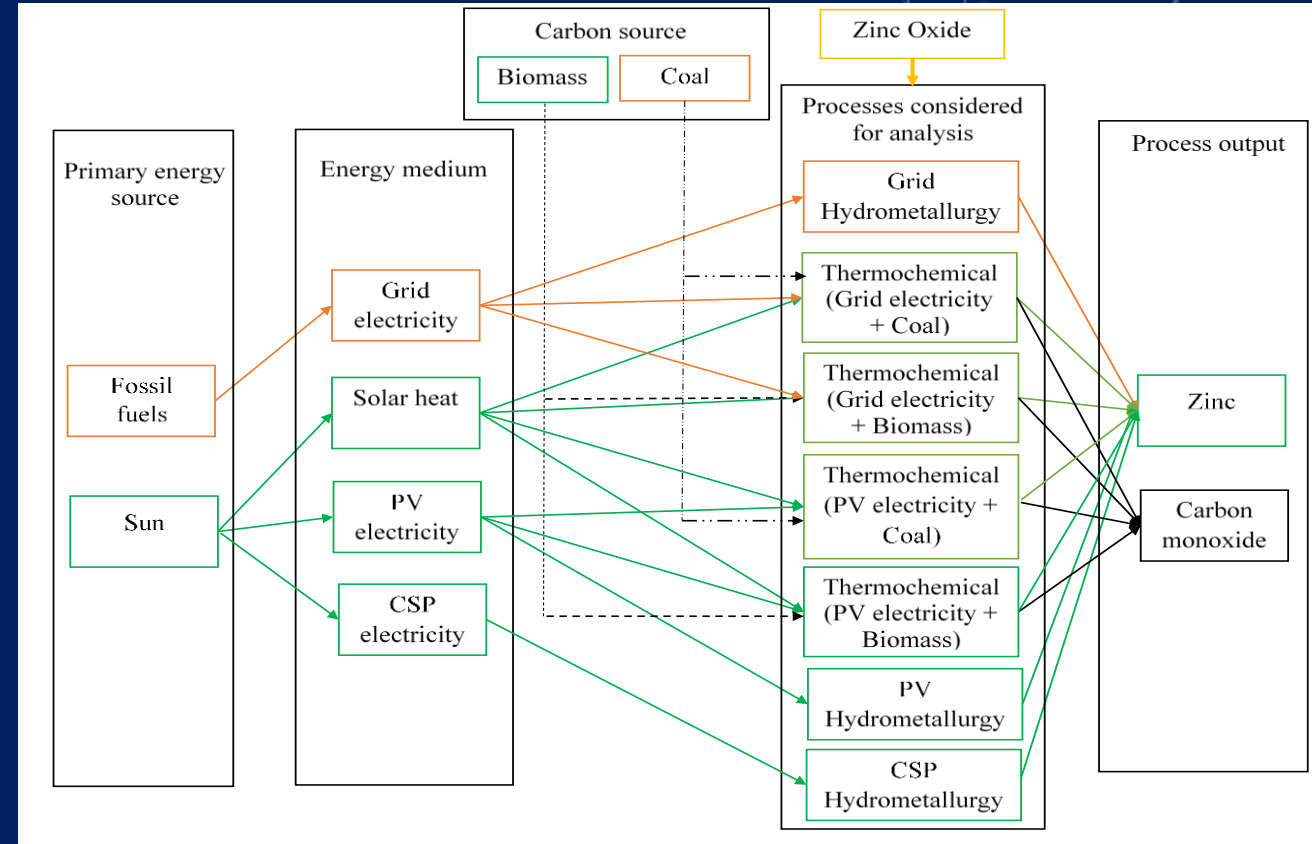 Carbon source
Biomass
Coal
Zinc Oxide
Primary energy
source
Fossil
fuels
Sun
Energy medium
Grid
electricity
Solar heat
PV
electricity
CSP
electricity
Processes considered
for analysis
Grid
Hydrometallurgy
Thermochemical
(Grid electricity
+ Coal)
Thermochemical
(Grid electricity
+ Biomass)
Thermochemical
(PV electricity +
Coal)
Thermochemical
(PV electricity +
Biomass)
PV
Hydrometallurgy
CSP
Hydrometallurgy
Process output
Zinc
Carbon
monoxide